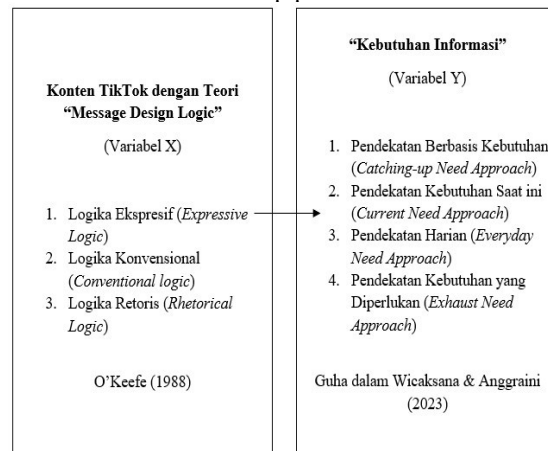 Konten TikTok dengan Teori
“Message Design Logic”
(Variabel X)
1. Logika Ekspresif (Expressive
Logic)
2. Logika Konvensional
(Conventional logic)
3. Logika Retoris (Rhetorical
Logic)
O’Keefe (1988)
“Kebutuhan Informasi”
(Variabel Y)
1. Pendekatan Berbasis Kebutuhan
(Catching-up Need Approach)
2. Pendekatan Kebutuhan Saat ini
(Current Need Approach)
3. Pendekatan Harian (Everyday
Need Approach)
4. Pendekatan Kebutuhan yang
Diperlukan (Exhaust Need
Approach)
Guha dalam Wicaksana & Anggraini
(2023)